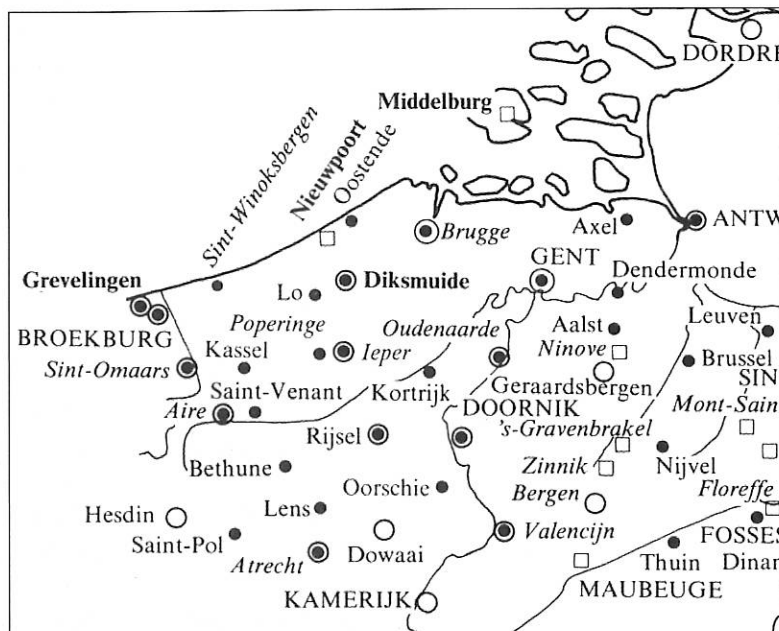 DORDRE
Middelburg
Sint-Winoksbergen
Nieuwpoort
Oostende
Brugge
Axel
ANTW
Grevelingen
GENT
Lo
Diksmuide
Dendermonde
BROEKBURG
Poperinge
Oudenaarde
Aalst
Leuven
Sint-Omaars
Kassel
Ieper
Ninove
Brussel
SIN
Saint-Venant
Kortrijk
Geraardsbergen
Mont-Sain
Aire
Rijsel
DOORNIK
's-Gravenbrakel
Bethune
Zinnik
Nijvel
Oorschie
Bergen
Floreffe
Hesdin
Lens
Saint-Pol
Dowaai
Valencijn
FOSSES
Atrecht
Thuin
Dinan
KAMERIJK
MAUBEUGE